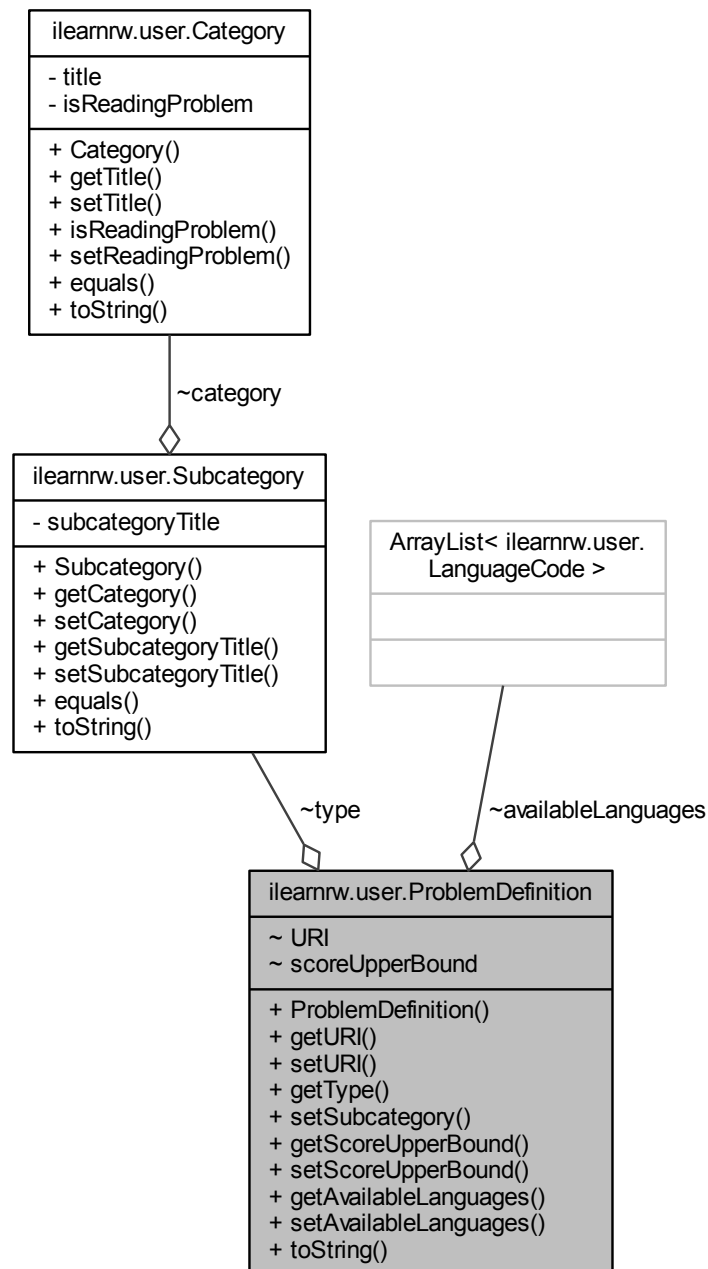 ilearnrw.user.Category
- title
- isReadingProblem
+ Category()
+ getTitle()
+ setTitle()
+ isReadingProblem()
+ setReadingProblem()
+ equals()
+ toString()
~category
ilearnrw.user.Subcategory
- subcategoryTitle
+ Subcategory()
+ getCategory()
+ setCategory()
+ getSubcategoryTitle()
+ setSubcategoryTitle()
+ equals()
+ toString()
ArrayList< ilearnrw.user.
LanguageCode >
~type
~availableLanguages
ilearnrw.user.ProblemDefinition
~ URI
~ scoreUpperBound
+ ProblemDefinition()
+ getURI()
+ setURI()
+ getType()
+ setSubcategory()
+ getScoreUpperBound()
+ setScoreUpperBound()
+ getAvailableLanguages()
+ setAvailableLanguages()
+ toString()